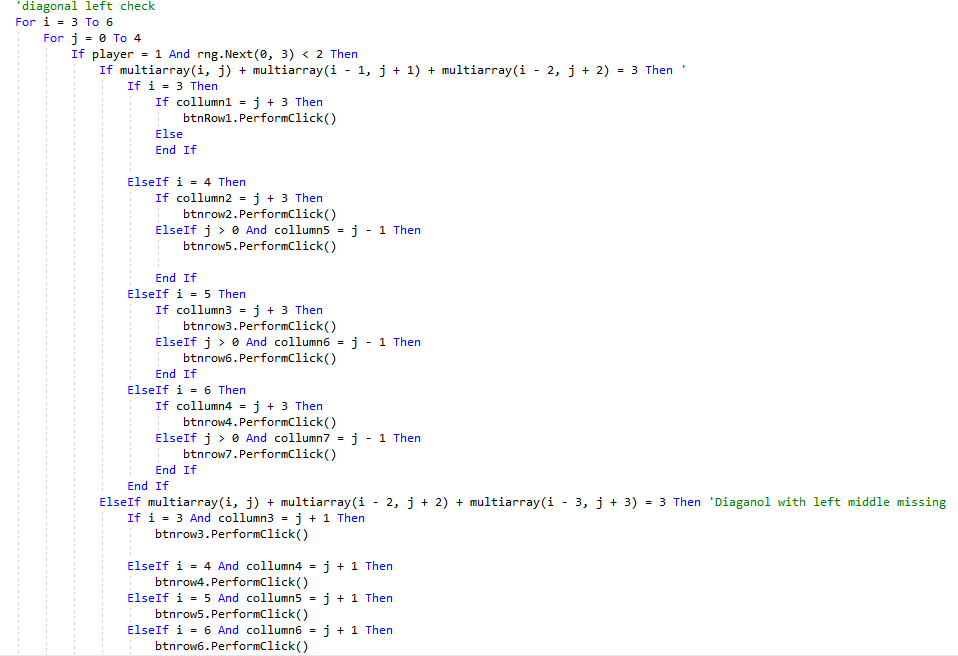 'diagonal left check
For i = 3 To 6
For j = 0 To 4
If player = 1 And rng.Next(0, 3) < 2 Then
If multiarray(i, j) + multiarray(i - 1, j + 1) + multiarray(i - 2, j + 2) = 3 Then '
If i = 3 Then
If collumn1 = j + 3 Then
btnRow1.PerformClick()
Else
End If
ElseIf i = 4 Then
If collumn2 = j + 3 Then
btnrow2.PerformClick()
ElseIf j > 0 And collumn5 = j - 1 Then
btnrow5.PerformClick()
End If
ElseIf i = 5 Then
If collumn3 = j + 3 Then
btnrow3.PerformClick()
ElseIf j > 0 And collumn6 = j - 1 Then
btnrow6.PerformClick()
End If
ElseIf i = 6 Then
If collumn4 = j + 3 Then
btnrow4.PerformClick()
ElseIf j > 0 And collumn7 = j - 1 Then
btnrow7.PerformClick()
End If
End If
ElseIf multiarray(i, j) + multiarray(i - 2, j + 2) + multiarray(i - 3, j + 3) = 3 Then 'Diaganol with left middle missing
If i = 3 And collumn3 = j + 1 Then
btnrow3.PerformClick()
ElseIf i = 4 And collumn4 = j + 1 Then
btnrow4.PerformClick()
ElseIf i = 5 And collumn5 = j + 1 Then
btnrow5.PerformClick()
ElseIf i = 6 And collumn6 = j + 1 Then
btnrow6.PerformClick()